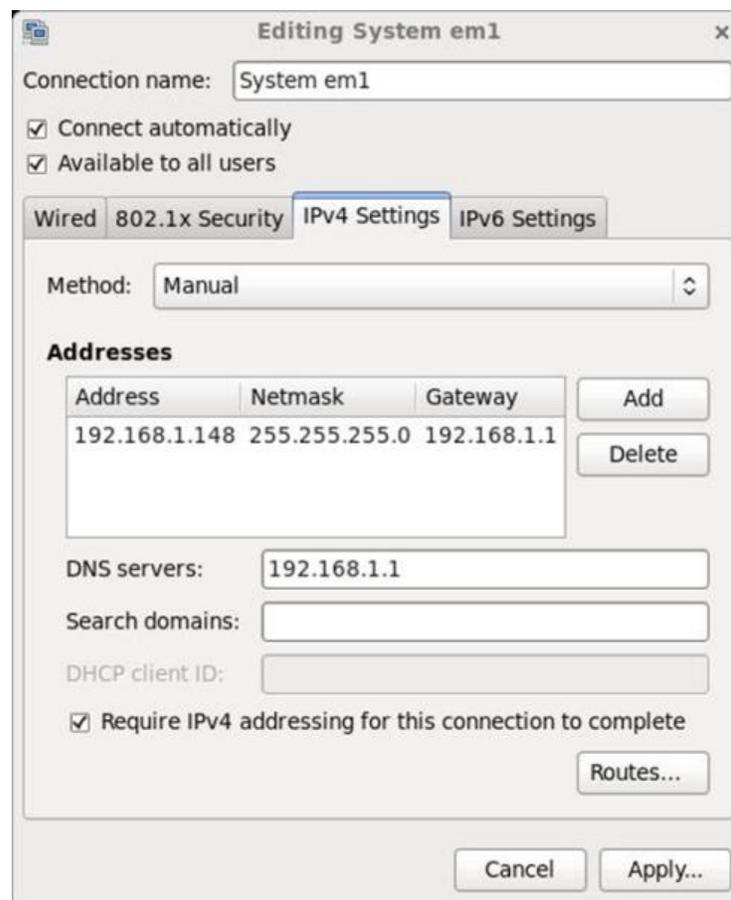 Editing System em1
Connection name: System em1
Connect automatically
Available to all users
Wired 802.1x Security IPv4 Settings IPv6 Settings
Method: Manual
Addresses
Address Netmask Gateway Add
192.168.1.148 255.255.255.0 192.168.1.1
Delete
DNS servers: 192.168.1.1
Search domains:
DHCP client ID:
Require IPv4 addressing for this connection to complete
Routes...
Cancel Apply...